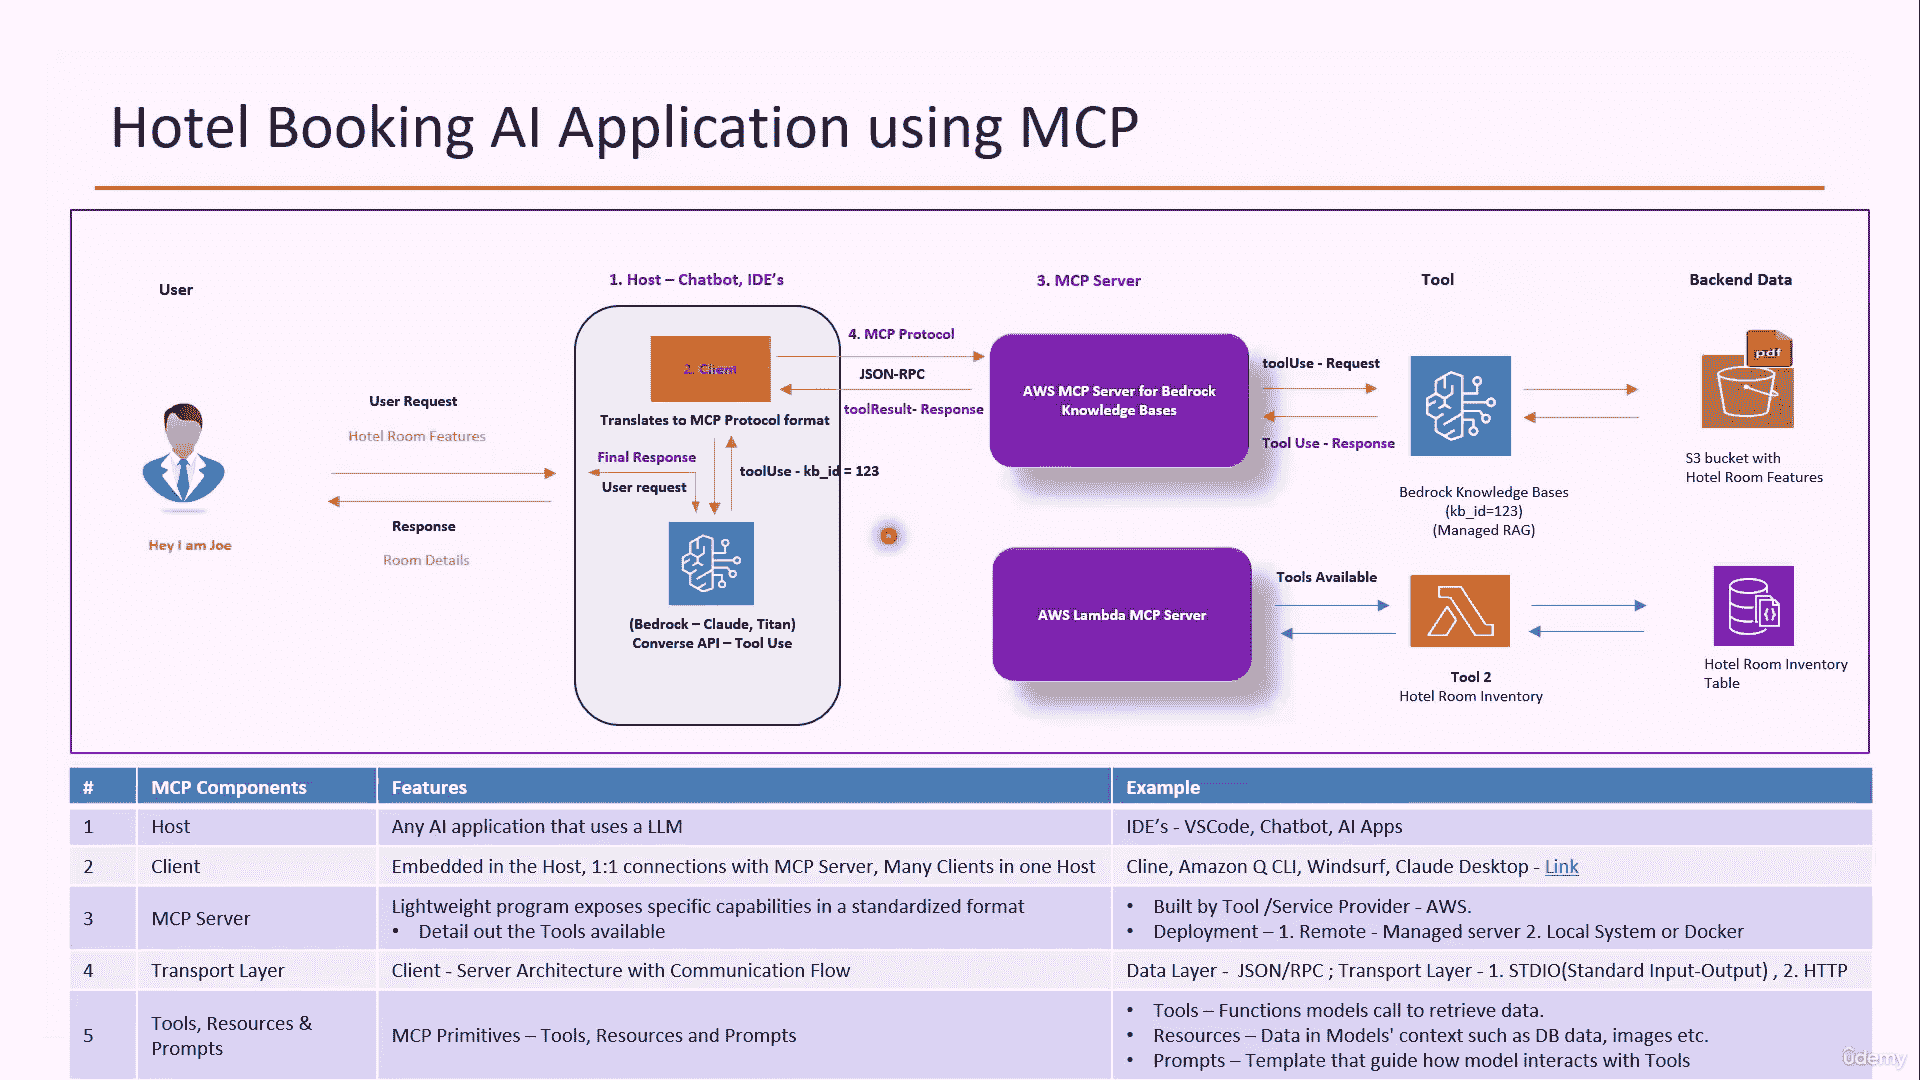 Hotel Booking AI Application using MCP
User
1. Host – Chatbot, IDE's
3. MCP Server
Tool
Backend Data
4. MCP Protocol
2. Client
JSON-RPC
toolResult- Response
Translates to MCP Protocol format
AWS MCP Server for Bedrock
Knowledge Bases
toolUse - Request
Tool Use - Response
pdf
User Request
Hotel Room Features
Final Response
toolUse - kb_id = 123
User request
S3 bucket with
Hotel Room Features
Bedrock Knowledge Bases
(kb_id=123)
(Managed RAG)
Response
Room Details
Hey I am Joe
(Bedrock – Claude, Titan)
Converse API – Tool Use
AWS Lambda MCP Server
Tools Available
Tool 2
Hotel Room Inventory
Hotel Room Inventory
Table
# MCP Components Features Example
1 Host Any AI application that uses a LLM IDE's - VSCode, Chatbot, AI Apps
2 Client Embedded in the Host, 1:1 connections with MCP Server, Many Clients in one Host Cline, Amazon Q CLI, Windsurf, Claude Desktop - Link
3 MCP Server Lightweight program exposes specific capabilities in a standardized format
• Detail out the Tools available
• Built by Tool /Service Provider - AWS.
• Deployment – 1. Remote - Managed server 2. Local System or Docker
4 Transport Layer Client - Server Architecture with Communication Flow Data Layer - JSON/RPC ; Transport Layer - 1. STDIO(Standard Input-Output) , 2. HTTP
5 Tools, Resources &
Prompts
MCP Primitives – Tools, Resources and Prompts
• Tools – Functions models call to retrieve data.
• Resources – Data in Models' context such as DB data, images etc.
• Prompts – Template that guide how model interacts with Tools
ûdemy